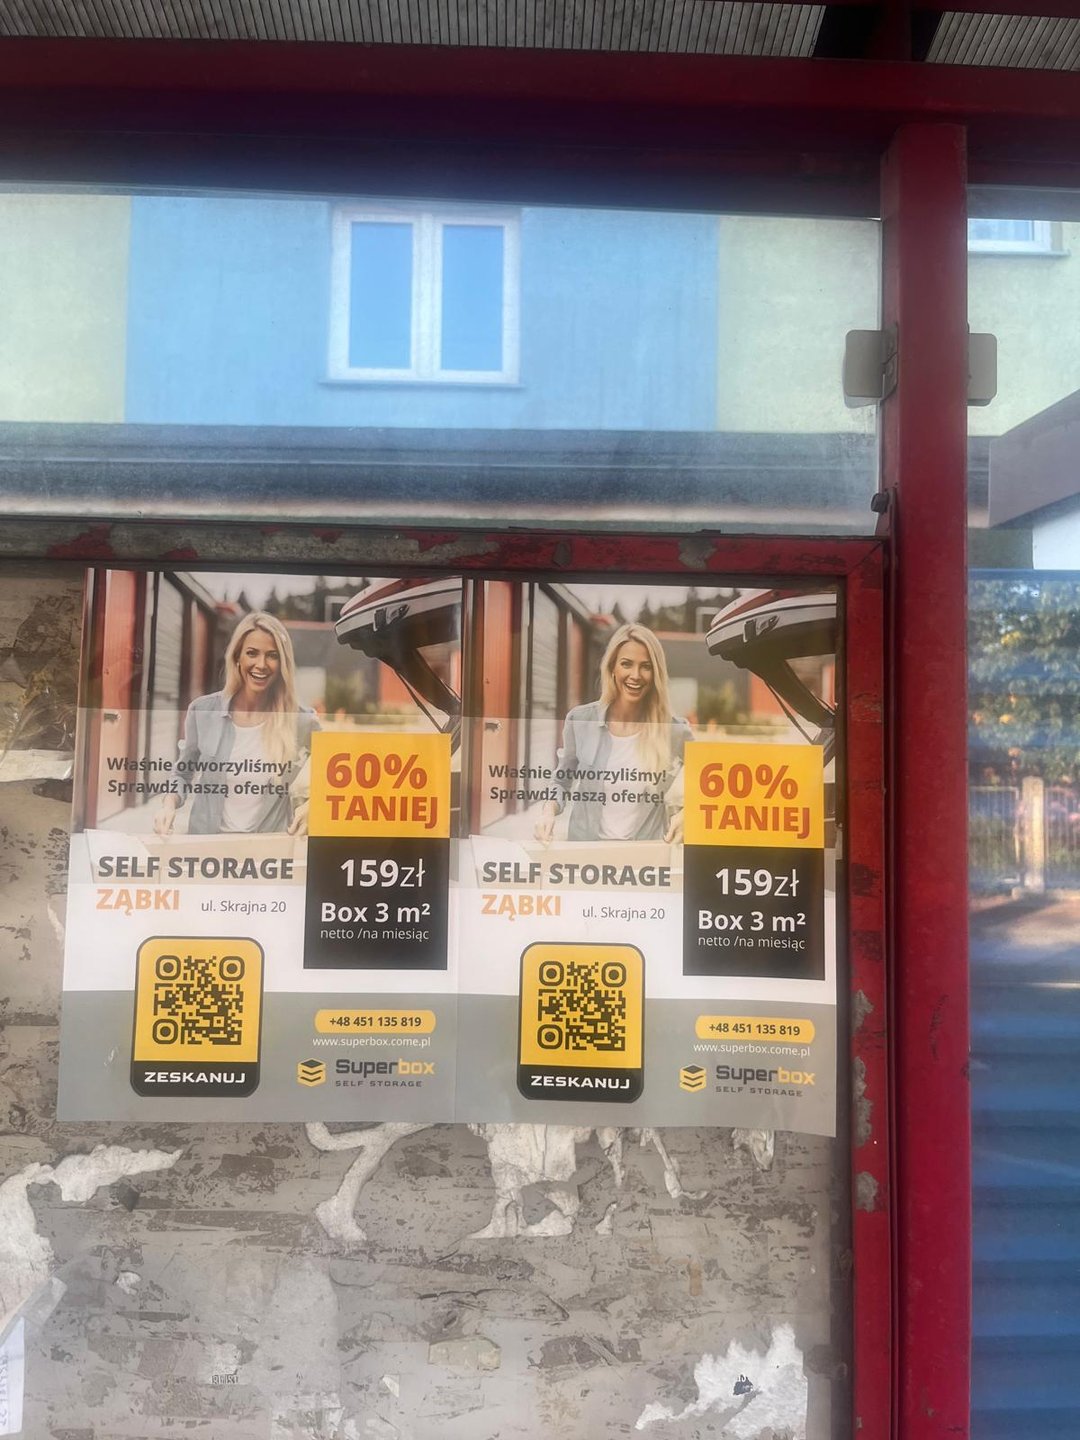 Właśnie otworzyliśmy!
Sprawdź naszą ofertę!
60%
TANIEJ
159zł
Box 3 m²
netto /na miesiąc
SELF STORAGE
ZĄBKI ul. Skrajna 20
ZESKANUJ
+48 451 135 819
www.superbox.come.pl
Superbox
SELF STORAGE
Właśnie otworzyliśmy!
Sprawdź naszą ofertę!
60%
TANIEJ
159zł
Box 3 m²
netto /na miesiąc
SELF STORAGE
ZĄBKI ul. Skrajna 20
ZESKANUJ
+48 451 135 819
www.superbox.come.pl
Superbox
SELF STORAGE